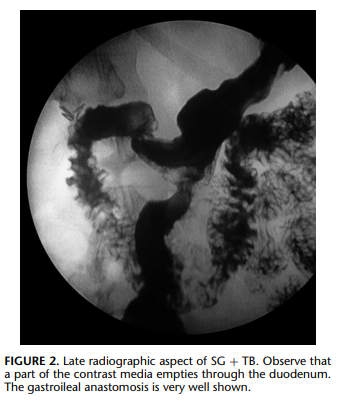 FIGURE 2. Late radiographic aspect of SG + TB. Observe that
a part of the contrast media empties through the duodenum.
The gastroileal anastomosis is very well shown.